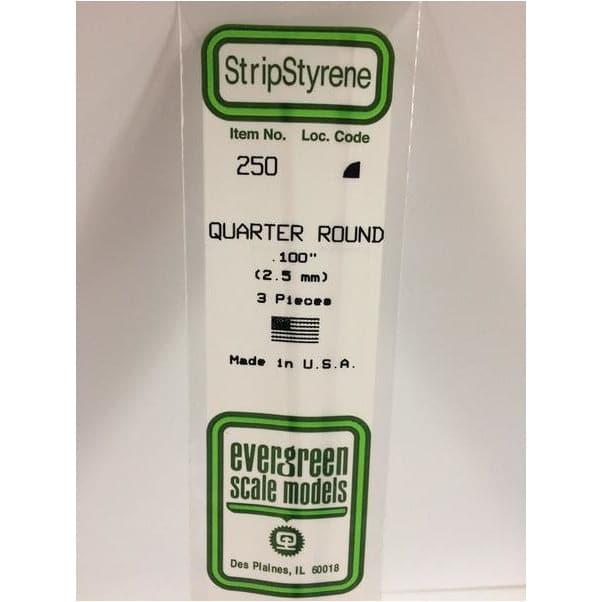 StripStyrene
Item No. Loc. Code
250
QUARTER ROUND
.100"
(2.5 mm)
3 Pieces
Made in U.S.A.
evergreen
scale models
Des Plaines, IL 60018